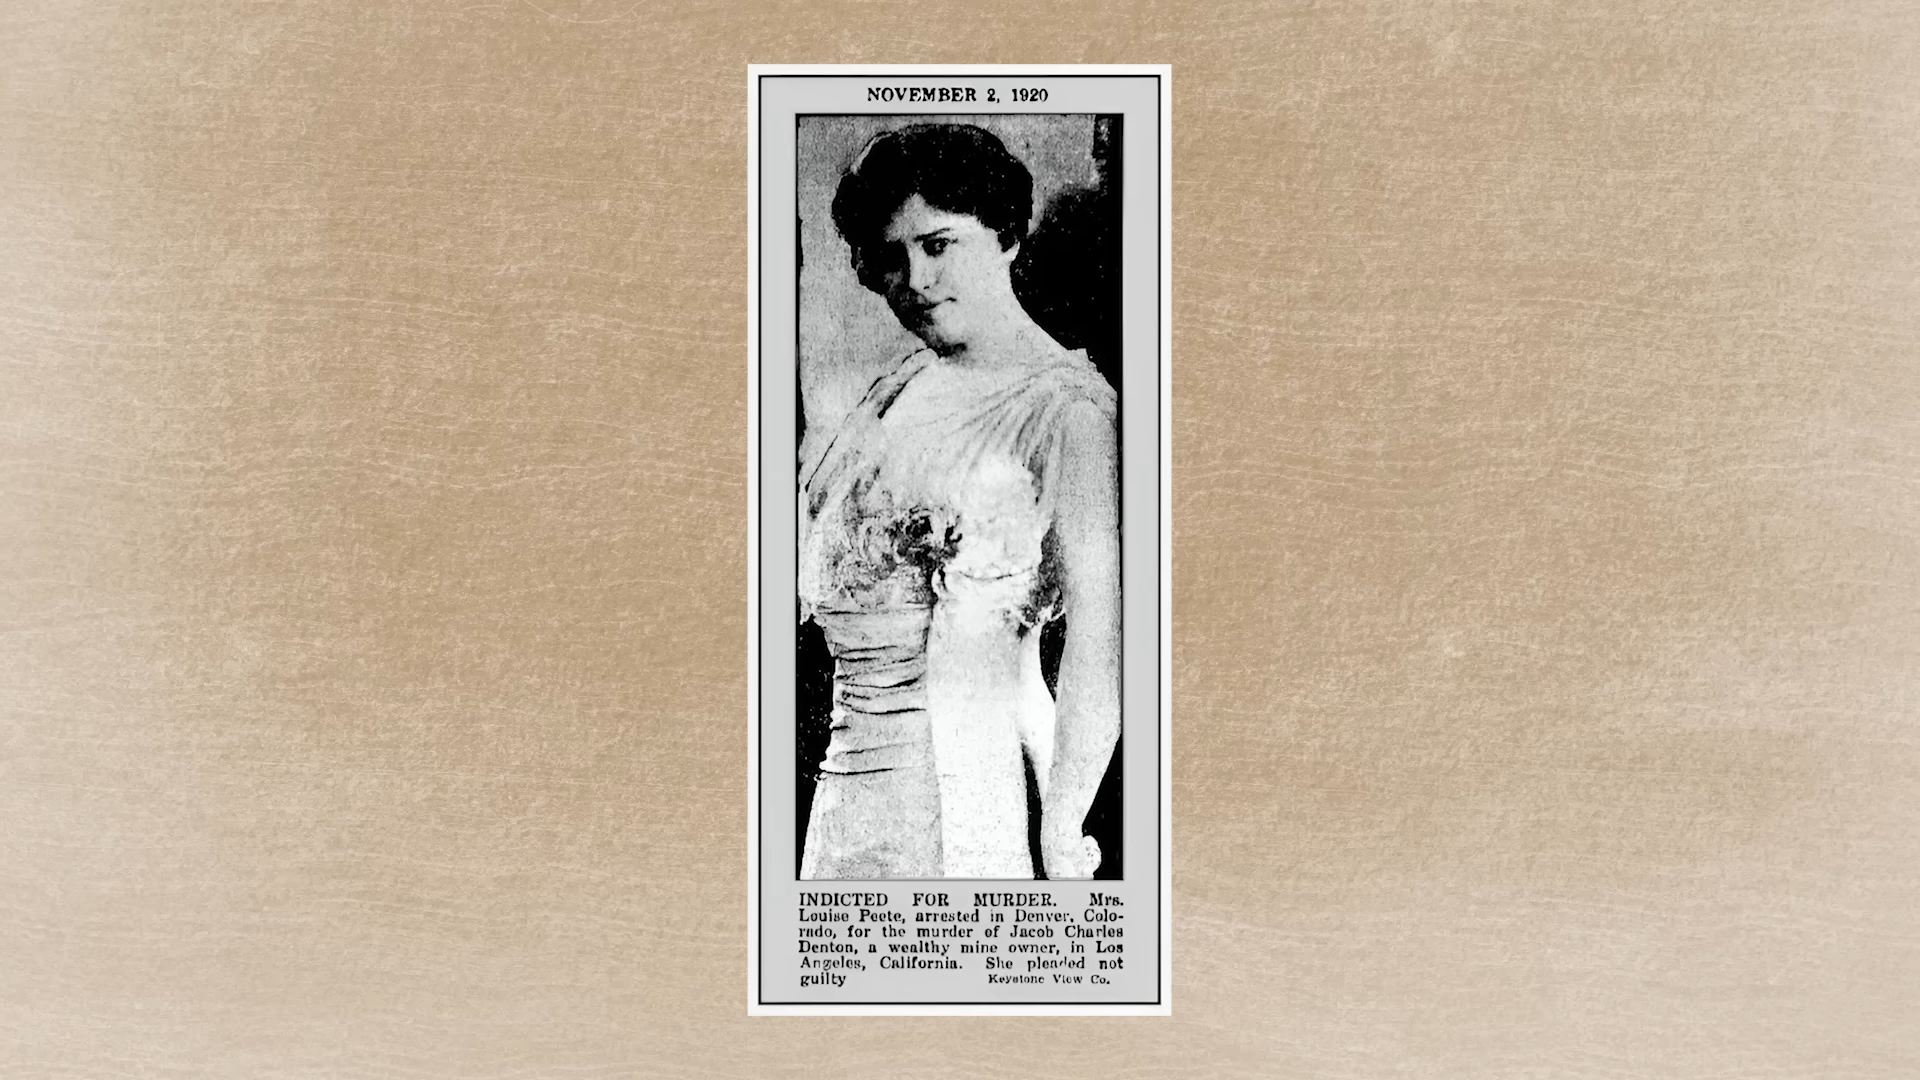 NOVEMBER 2, 1920
INDICTED FOR MURDER. Mrs.
Louise Peete, arrested in Denver, Colo-
rado, for the murder of Jacob Charles
Denton, a wealthy mine owner, in Los
Angeles, California. She pleaded not
guilty Keystone View Co.